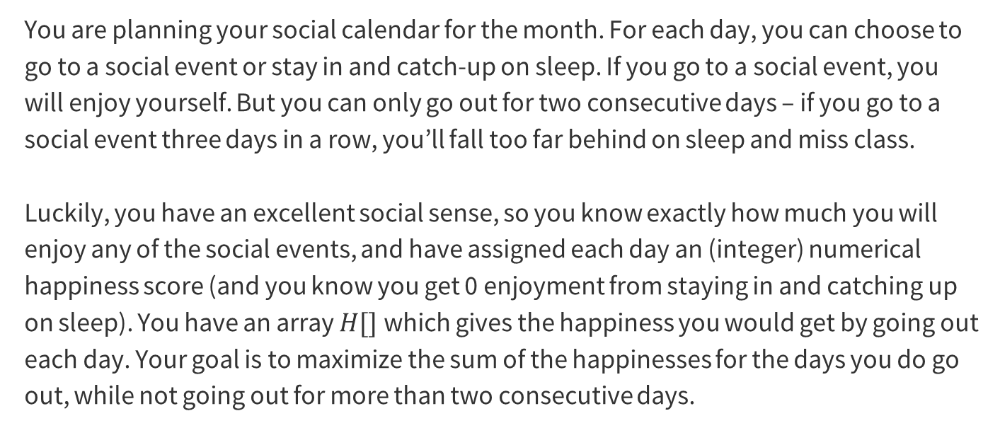 You are planning your social calendar for the month. For each day, you can choose to
go to a social event or stay in and catch-up on sleep. If you go to a social event, you
will enjoy yourself. But you can only go out for two consecutive days – if you go to a
social event three days in a row, you’ll fall too far behind on sleep and miss class.
Luckily, you have an excellent social sense, so you know exactly how much you will
enjoy any of the social events, and have assigned each day an (integer) numerical
happiness score (and you know you get 0 enjoyment from staying in and catching up
on sleep). You have an array H[] which gives the happiness you would get by going out
each day. Your goal is to maximize the sum of the happinesses for the days you do go
out, while not going out for more than two consecutive days.